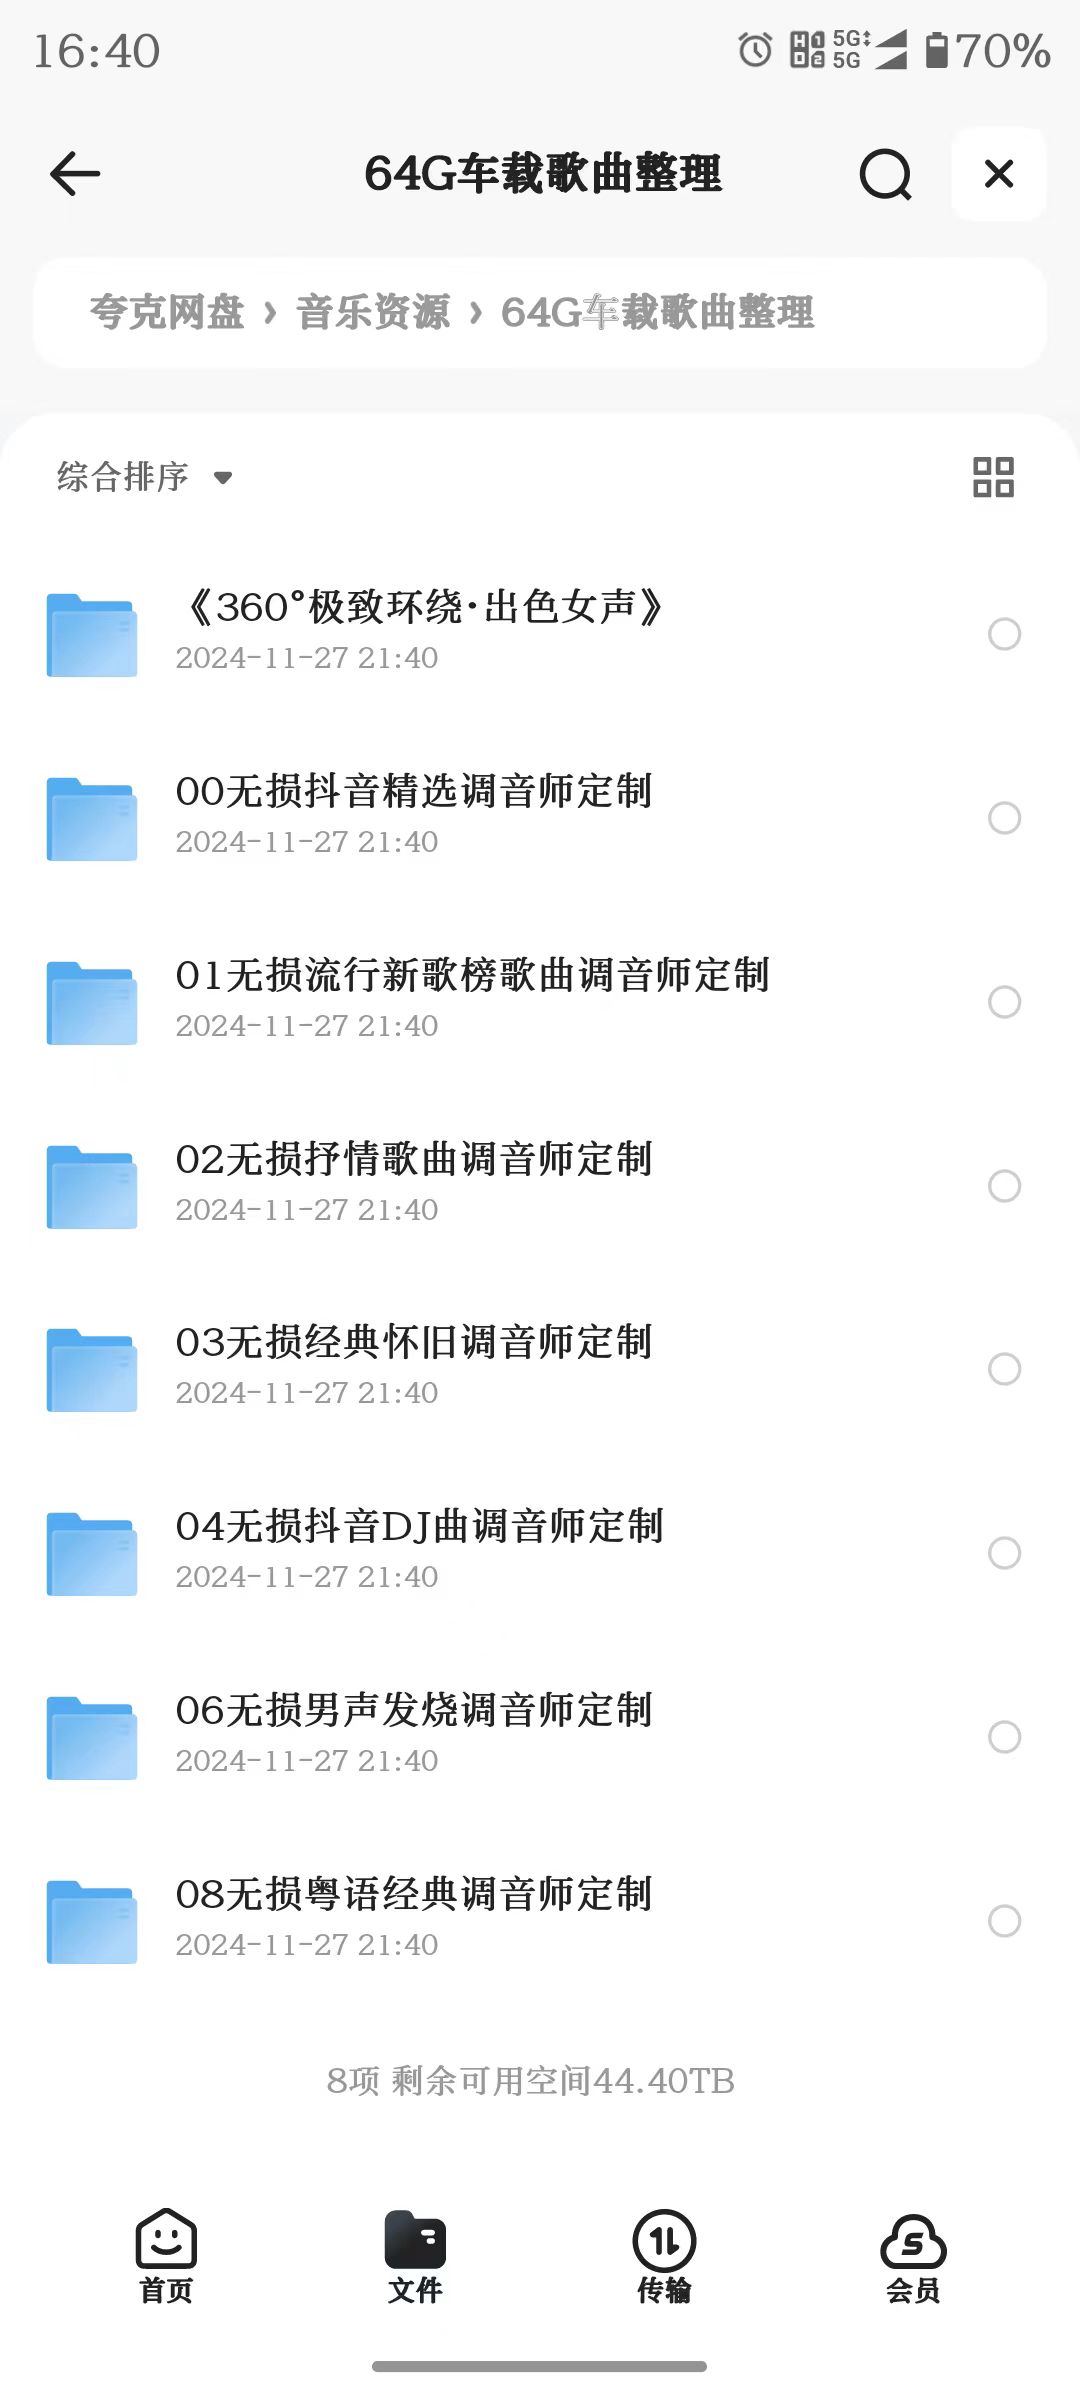 16:40 5G 5G 70%
64G车载歌曲整理
夸克网盘 › 音乐资源 › 64G车载歌曲整理
综合排序
《360°极致环绕·出色女声》
2024-11-27 21:40
00无损抖音精选调音师定制
2024-11-27 21:40
01无损流行新歌榜歌曲调音师定制
2024-11-27 21:40
02无损抒情歌曲调音师定制
2024-11-27 21:40
03无损经典怀旧调音师定制
2024-11-27 21:40
04无损抖音DJ曲调音师定制
2024-11-27 21:40
06无损男声发烧调音师定制
2024-11-27 21:40
08无损粤语经典调音师定制
2024-11-27 21:40
8项 剩余可用空间44.40TB
首页 文件 传输 会员